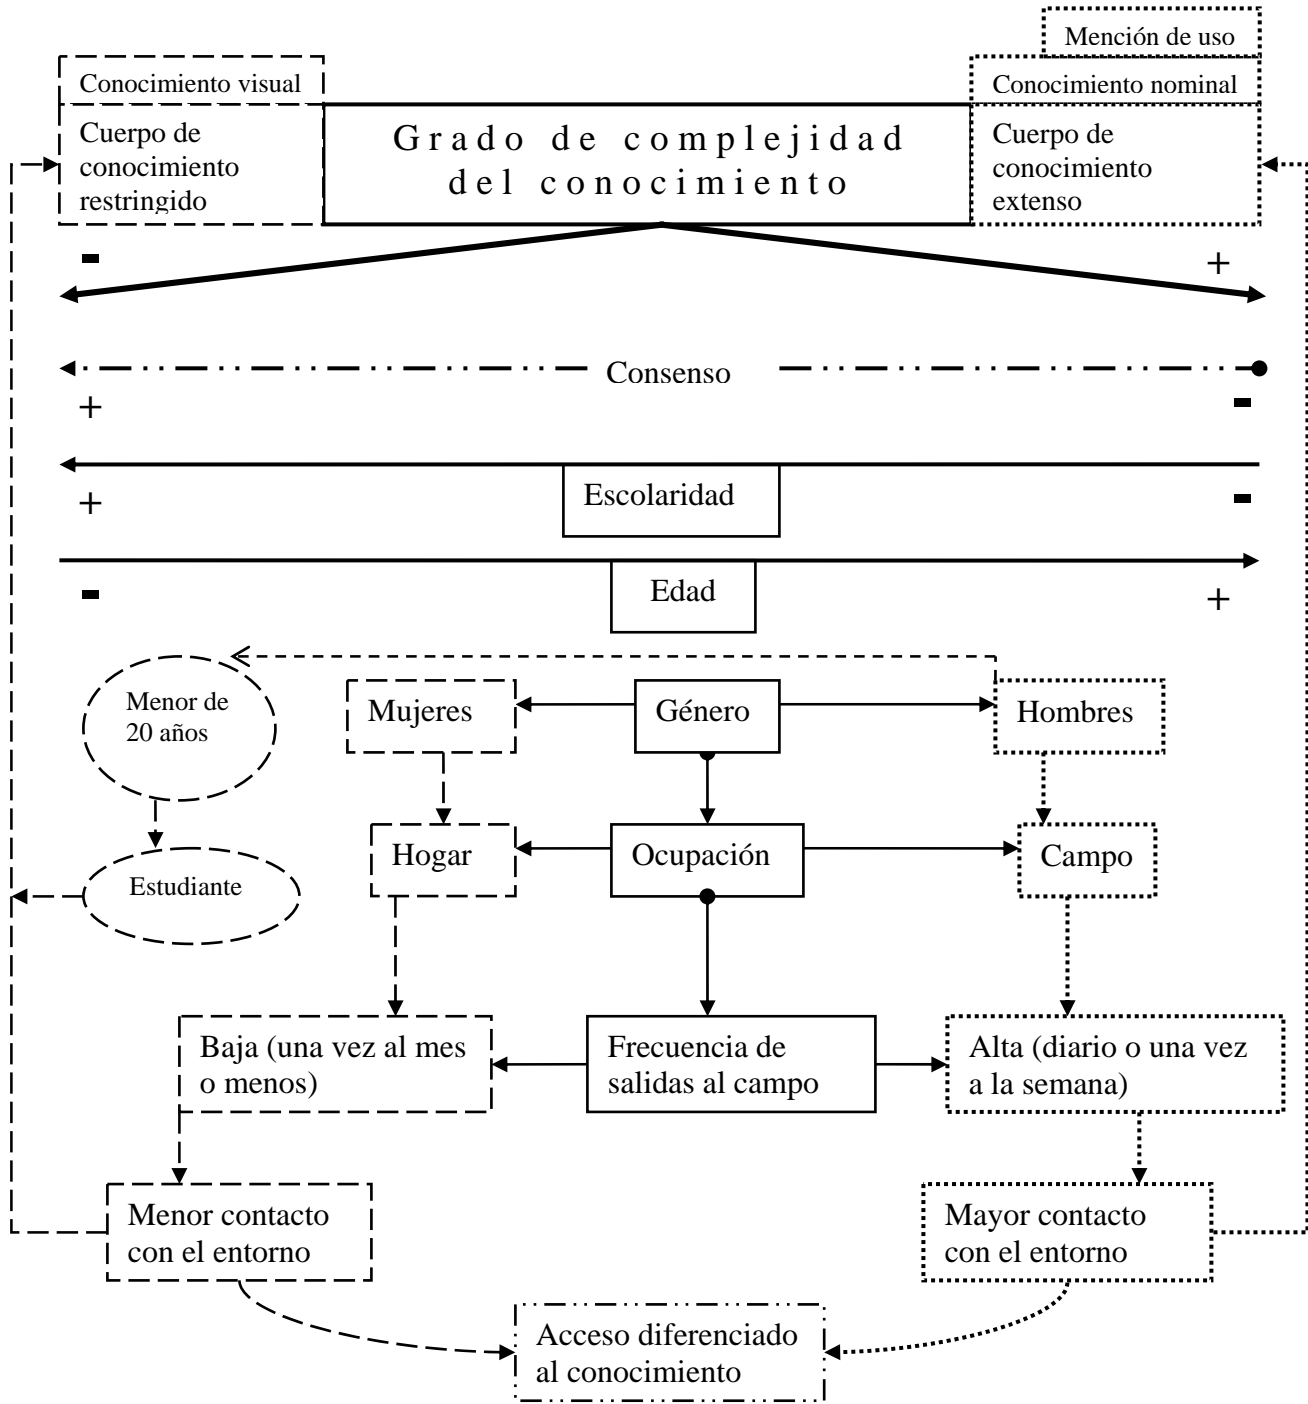 Mención de uso
Conocimiento visual
Conocimiento nominal
Cuerpo de
conocimiento
restringido
Grado de complejidad
del conocimiento
Cuerpo de
conocimiento
extenso
-
+
Consenso
+
-
Escolaridad
+
-
Edad
-
+
Menor de
20 años
Mujeres
Género
Hombres
Hogar
Ocupación
Campo
Estudiante
Baja (una vez al mes
o menos)
Frecuencia de
salidas al campo
Alta (diario o una vez
a la semana)
Menor contacto
con el entorno
Mayor contacto
con el entorno
Acceso diferenciado
al conocimiento